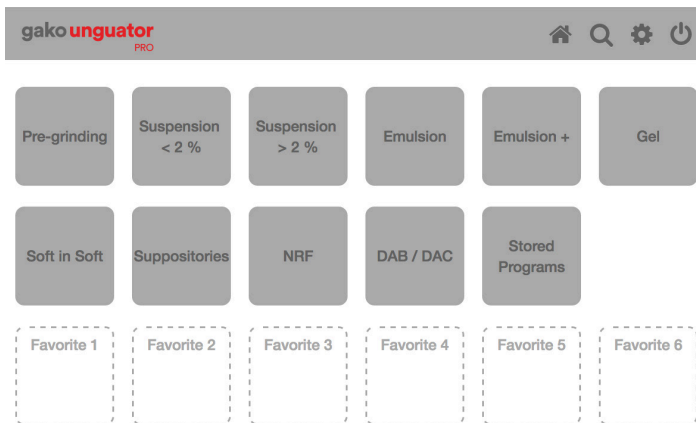 gako unguator
PRO
Pre-grinding
Suspension
< 2 %
Suspension
> 2 %
Emulsion
Emulsion +
Gel
Soft in Soft
Suppositories
NRF
DAB / DAC
Stored
Programs
Favorite 1
Favorite 2
Favorite 3
Favorite 4
Favorite 5
Favorite 6